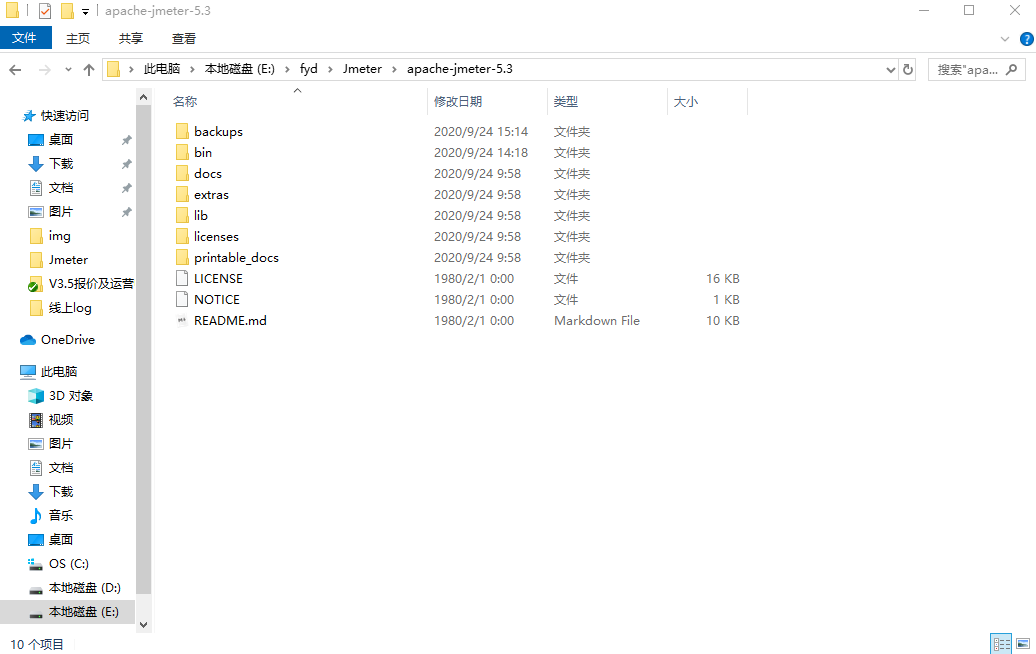 apache-jmeter-5.3
文件 主页 共享 查看
此电脑 › 本地磁盘 (E:) › fyd › Jmeter › apache-jmeter-5.3 搜索"apa...
名称 修改日期 类型 大小
backups 2020/9/24 15:14 文件夹
bin 2020/9/24 14:18 文件夹
docs 2020/9/24 9:58 文件夹
extras 2020/9/24 9:58 文件夹
lib 2020/9/24 9:58 文件夹
licenses 2020/9/24 9:58 文件夹
printable_docs 2020/9/24 9:58 文件夹
LICENSE 1980/2/1 0:00 文件 16 KB
NOTICE 1980/2/1 0:00 文件 1 KB
README.md 1980/2/1 0:00 Markdown File 10 KB
快速访问
桌面
下载
文档
图片
img
Jmeter
V3.5报价及运营
线上log
OneDrive
此电脑
3D 对象
视频
图片
文档
下载
音乐
桌面
OS (C:)
本地磁盘 (D:)
本地磁盘 (E:)
10 个项目